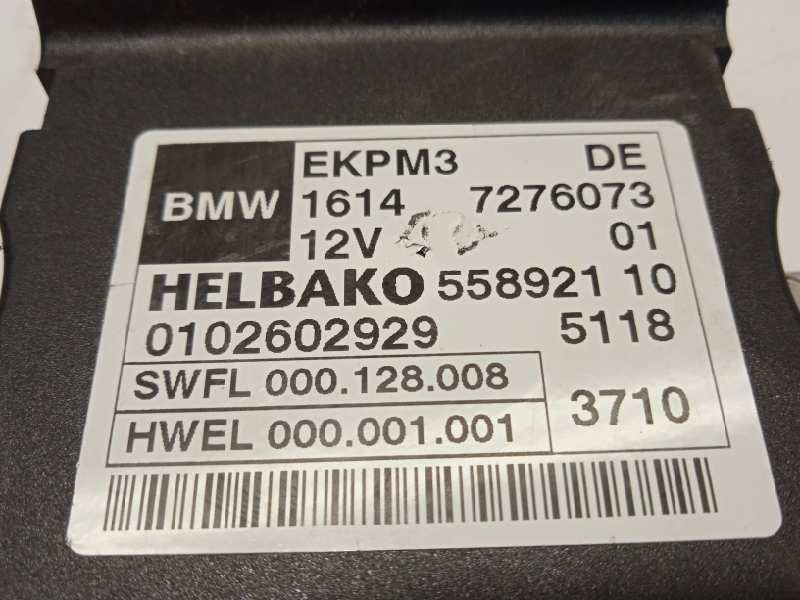 BMW EKPM3 DE
1614 7276073
12V 01
HELBAKO 558921 10
0102602929 5118
SWFL 000.128.008
HWEL 000.001.001 3710